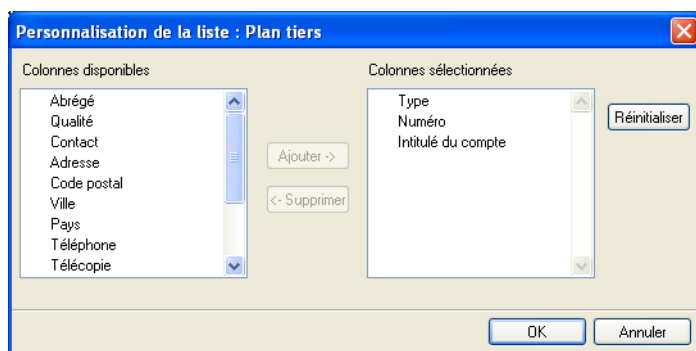 Personnalisation de la liste : Plan tiers
Colonnes disponibles
Abrégé
Qualité
Contact
Adresse
Code postal
Ville
Pays
Téléphone
Télécopie
Ajouter ->
<- Supprimer
Colonnes sélectionnées
Type
Numéro
Intitulé du compte
Réinitialiser
OK
Annuler